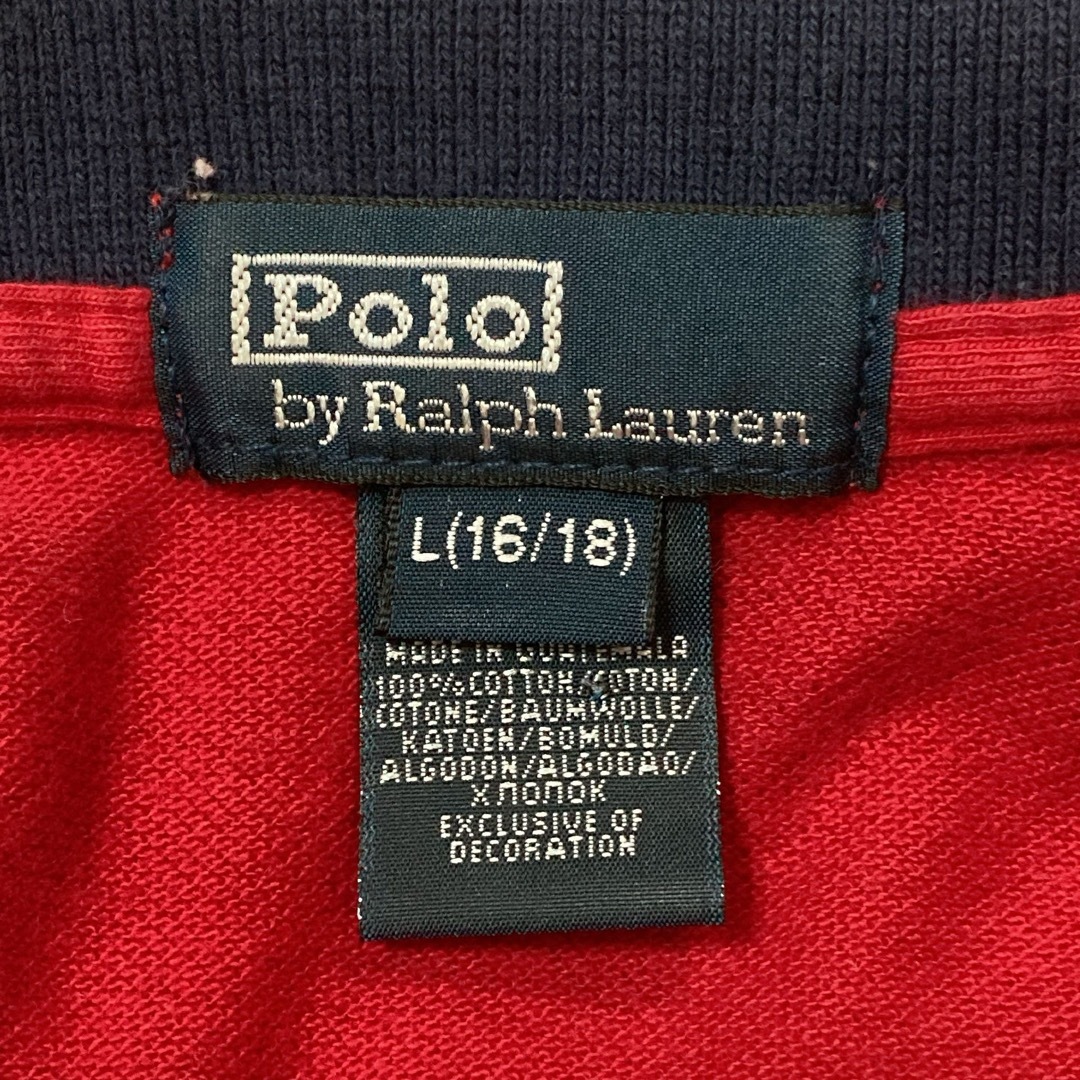 Polo
by Ralph Lauren
L(16/18)
MADE IN GUATEMALA
100%COTTON/COTON/
COTONE/BAUMWOLLE/
KATOEN/BOMULD/
ALGODON/ALGODAO/
ХЛОПОК
EXCLUSIVE OF
DECORATION